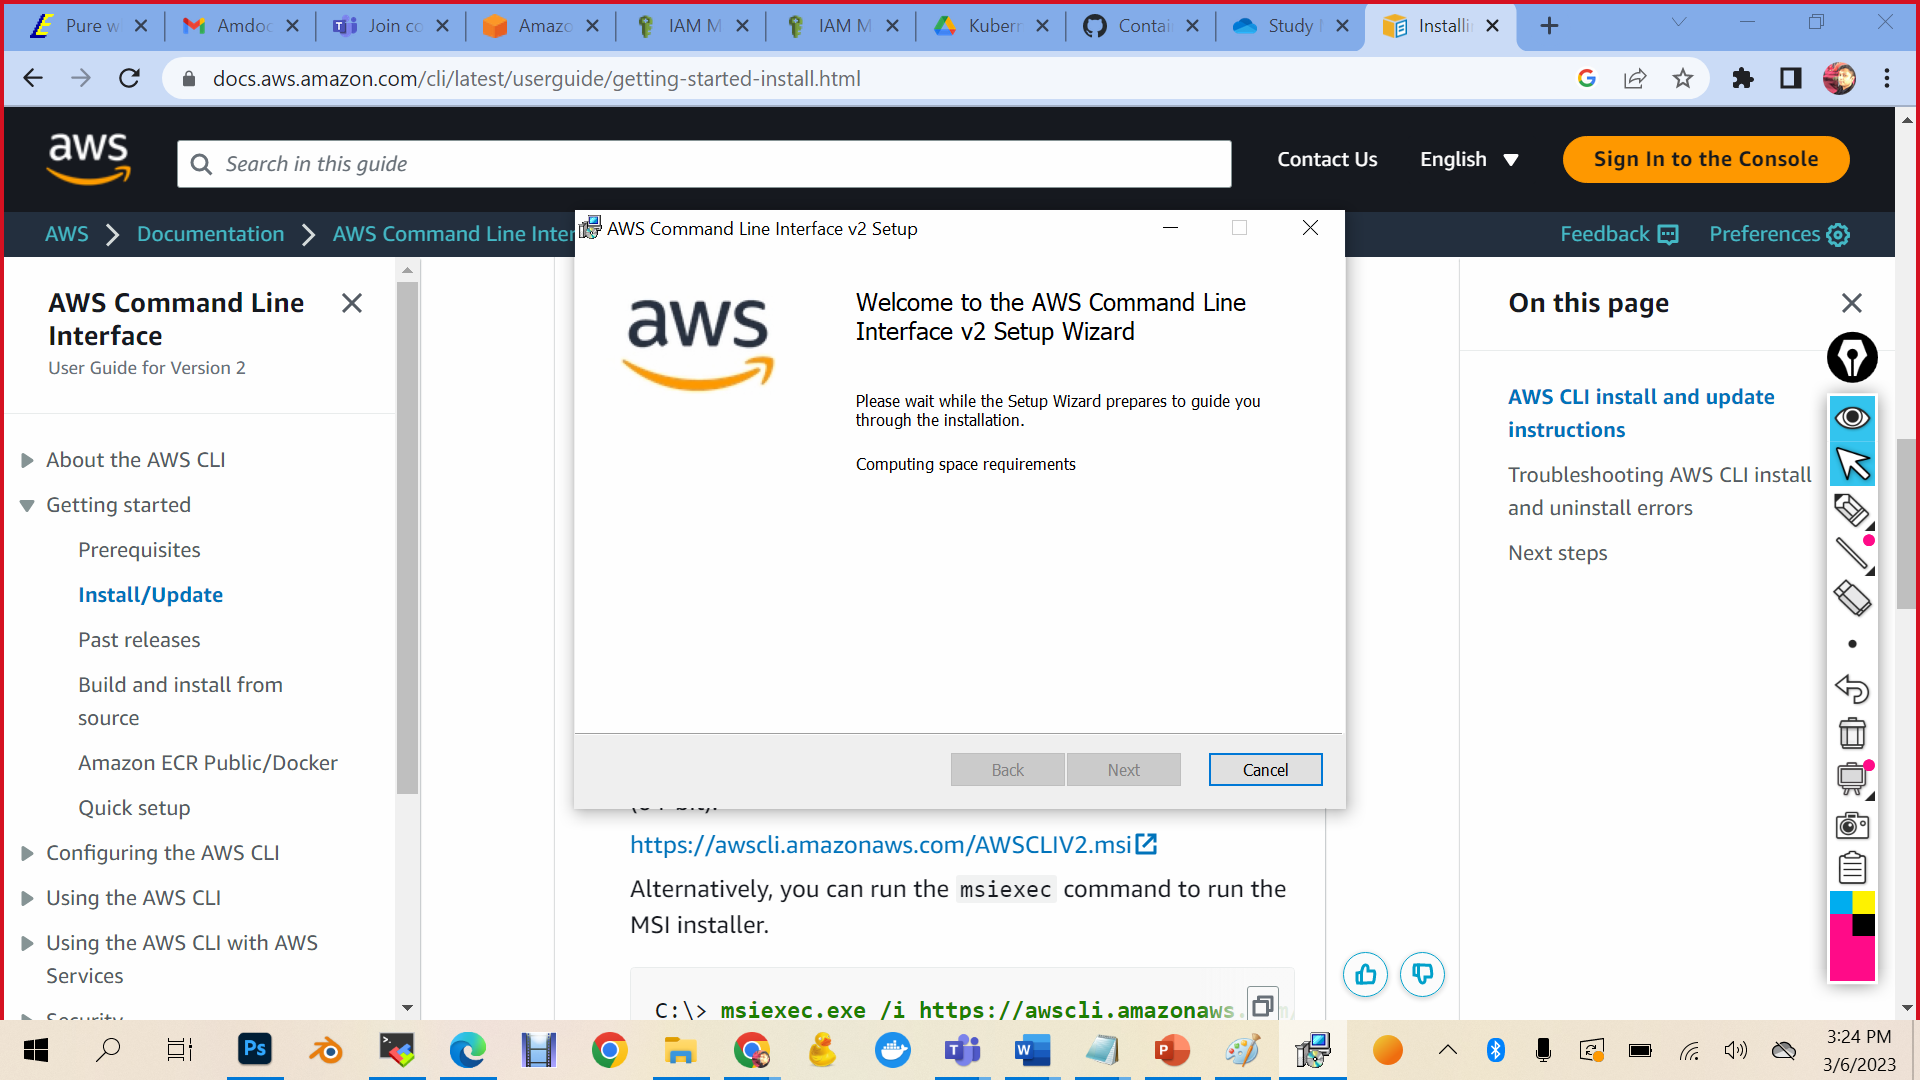 Pure w
Amdoc
Join co
Amazo
IAM M
IAM M
Kubern
Contai
Study
Installi
docs.aws.amazon.com/cli/latest/userguide/getting-started-install.html
aws
Search in this guide
Contact Us
English
Sign In to the Console
AWS
Documentation
AWS Command Line Inter
Feedback
Preferences
AWS Command Line
Interface
User Guide for Version 2
About the AWS CLI
Getting started
Prerequisites
Install/Update
Past releases
Build and install from
source
Amazon ECR Public/Docker
Quick setup
Configuring the AWS CLI
Using the AWS CLI
Using the AWS CLI with AWS
Services
Security
AWS Command Line Interface v2 Setup
aws
Welcome to the AWS Command Line
Interface v2 Setup Wizard
Please wait while the Setup Wizard prepares to guide you
through the installation.
Computing space requirements
Back
Next
Cancel
https://awscli.amazonaws.com/AWSCLIV2.msi
Alternatively, you can run the msiexec command to run the
MSI installer.
C:\> msiexec.exe /i https://awscli.amazonaws.
On this page
AWS CLI install and update
instructions
Troubleshooting AWS CLI install
and uninstall errors
Next steps
3:24 PM
3/6/2023